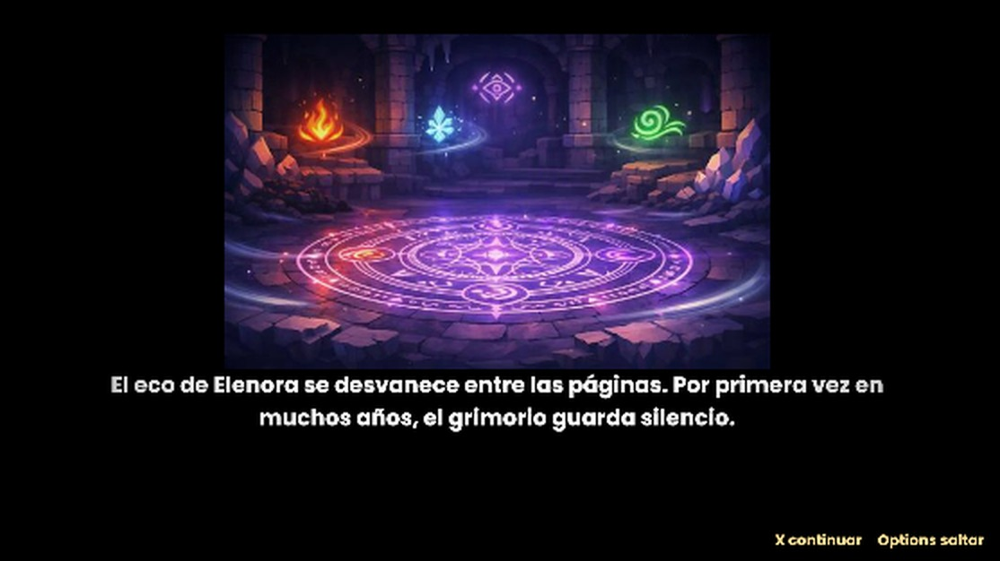 El eco de Elenora se desvanece entre las páginas. Por primera vez en
muchos años, el grimorio guarda silencio.
X continuar Options saltar